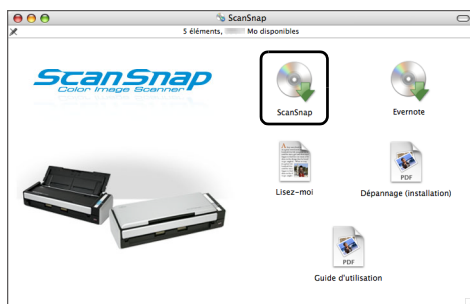 ScanSnap
5 éléments, Mo disponibles
ScanSnap
Color Image Scanner
ScanSnap
Evernote
Lisez-moi
PDF
Dépannage (installation)
PDF
Guide d'utilisation